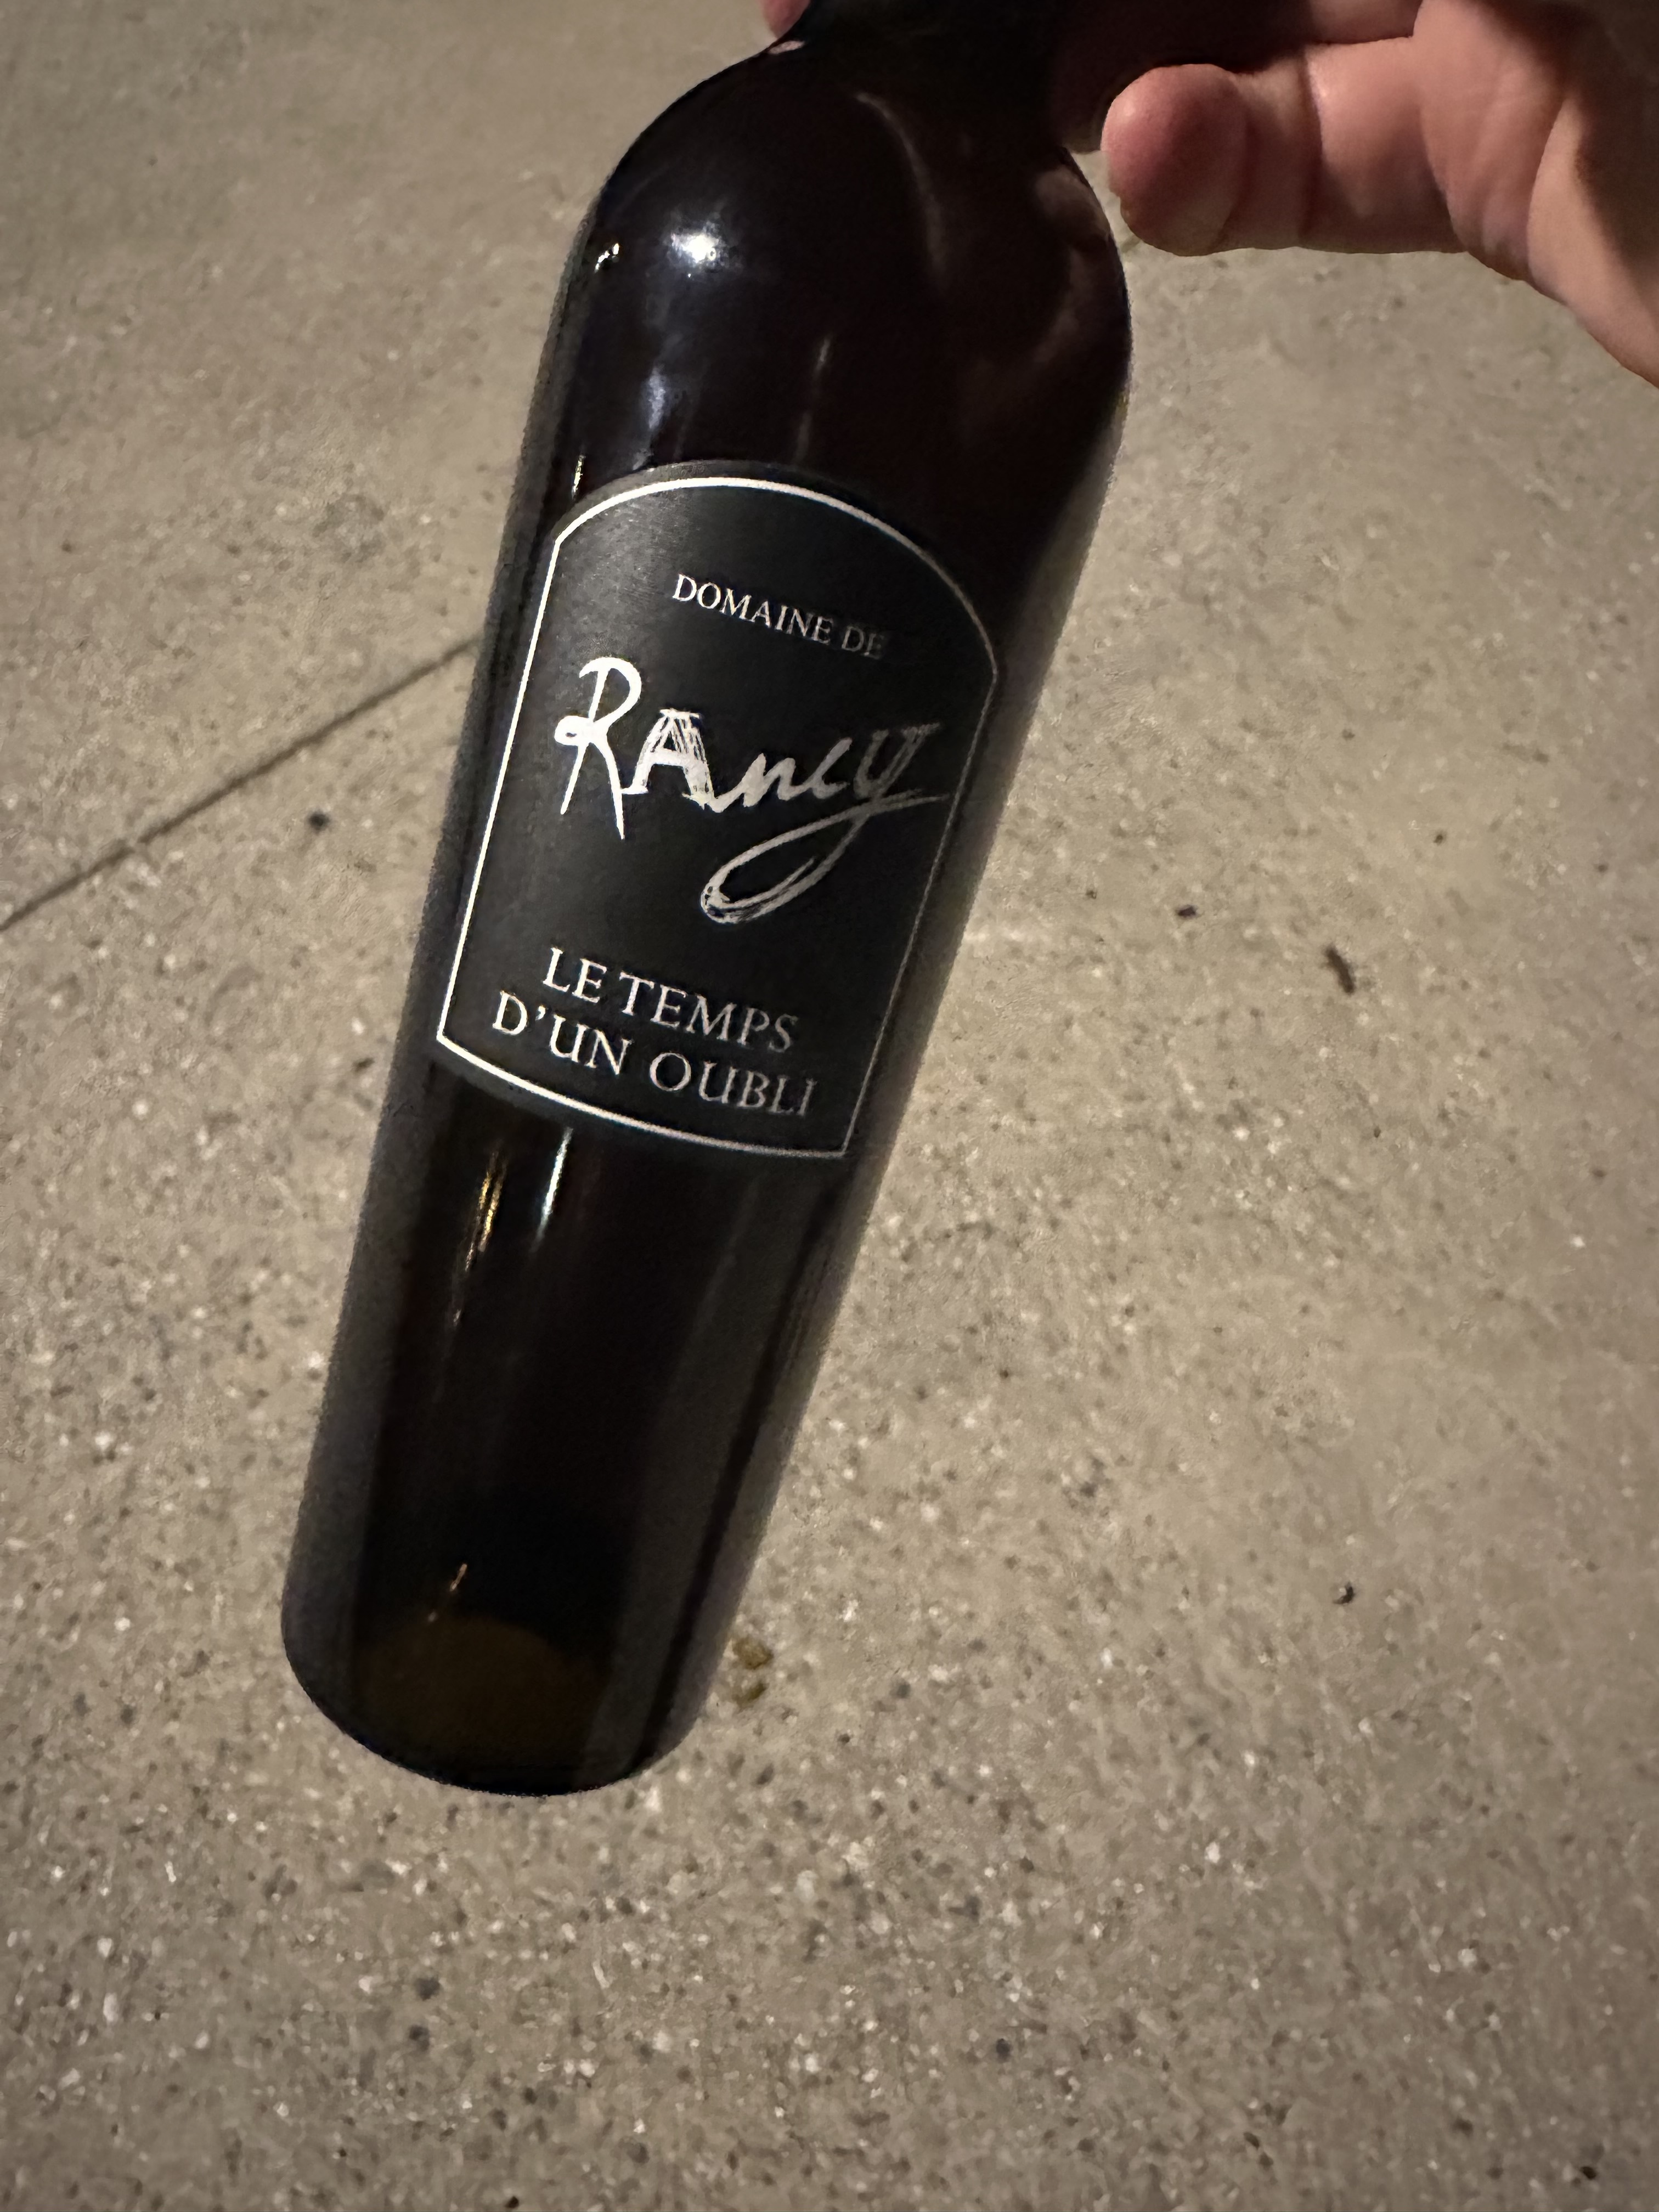 DOMAINE DE
RAncy
LE TEMPS
D'UN OUBLI